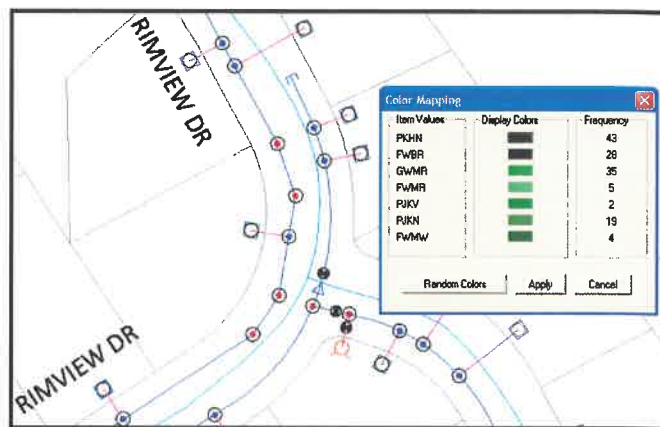 RIMVIEW DR
Color Mapping
Item Values Display Colors Frequency
PKHN 43
FWBR 28
GWMR 35
FWMR 5
PJKV 2
PJKN 19
FWMW 4
Random Colors Apply Cancel
RIMVIEW DR